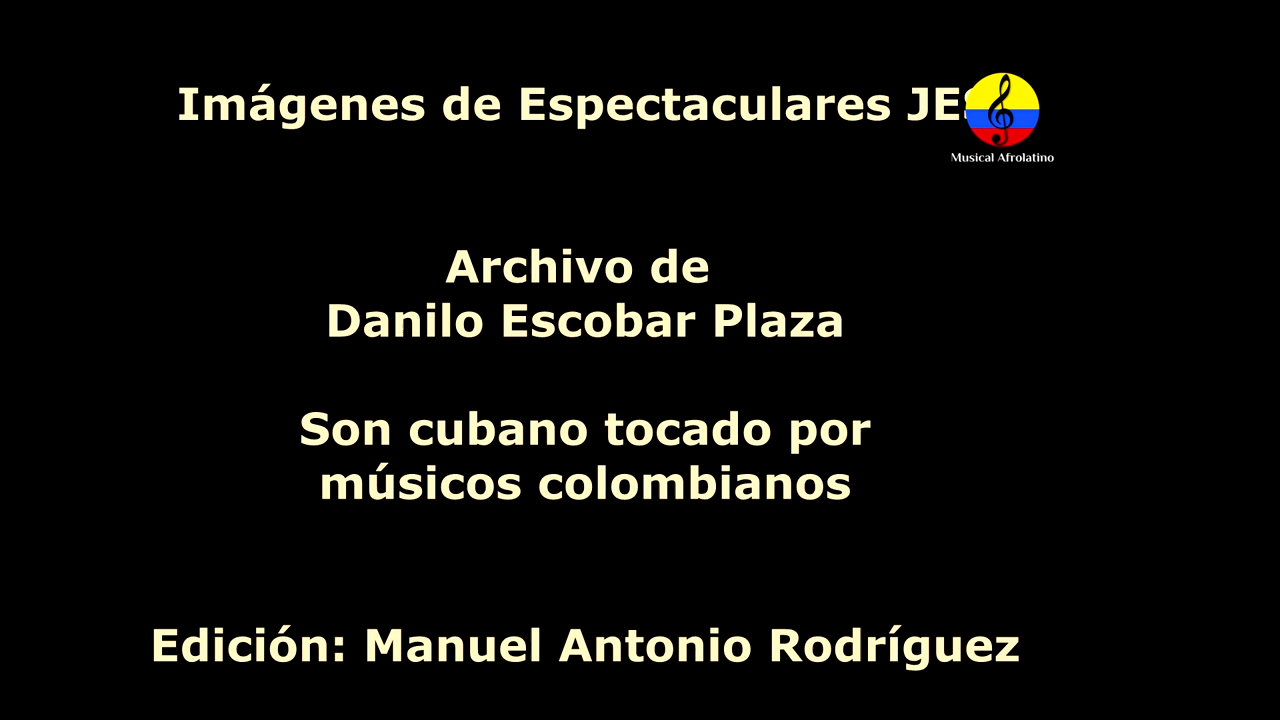 Imágenes de Espectaculares
Musical Afrolatino
Archivo de
Danilo Escobar Plaza
Son cubano tocado por
músicos colombianos
Edición: Manuel Antonio Rodríguez